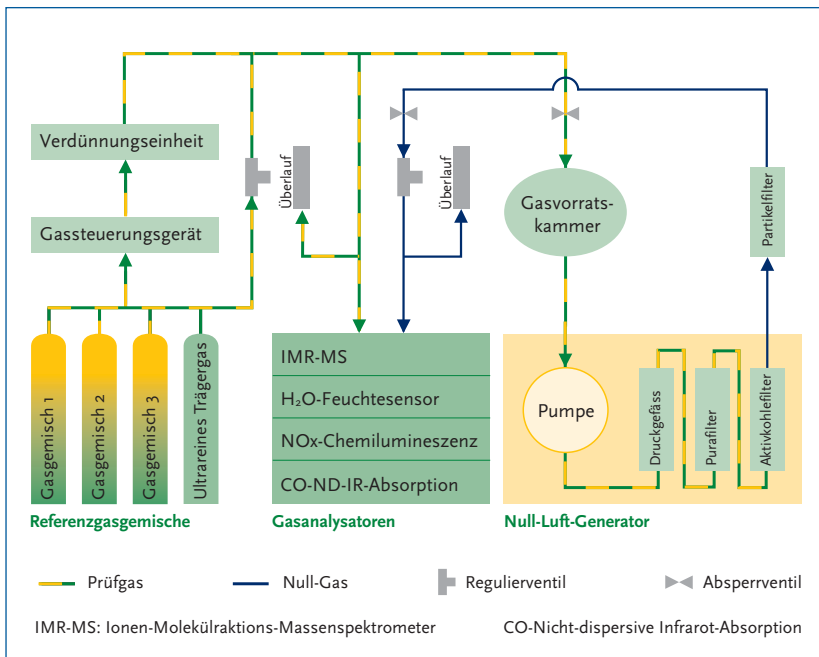 Verdünnungseinheit
Gassteuerungsgerät
Überlauf
Überlauf
Gasvorrats-
kammer
Partikelfilter
Gasgemisch 1
Gasgemisch 2
Gasgemisch 3
Ultrareines Trägergas
IMR-MS
H₂O-Feuchtesensor
NOx-Chemilumineszenz
CO-ND-IR-Absorption
Pumpe
Druckgefäss
Purafilter
Aktivkohlefilter
Referenzgasgemische
Gasanalysatoren
Null-Luft-Generator
Prüfgas
Null-Gas
Regulierventil
Absperrventil
IMR-MS: Ionen-Molekülraktions-Massenspektrometer
CO-Nicht-dispersive Infrarot-Absorption